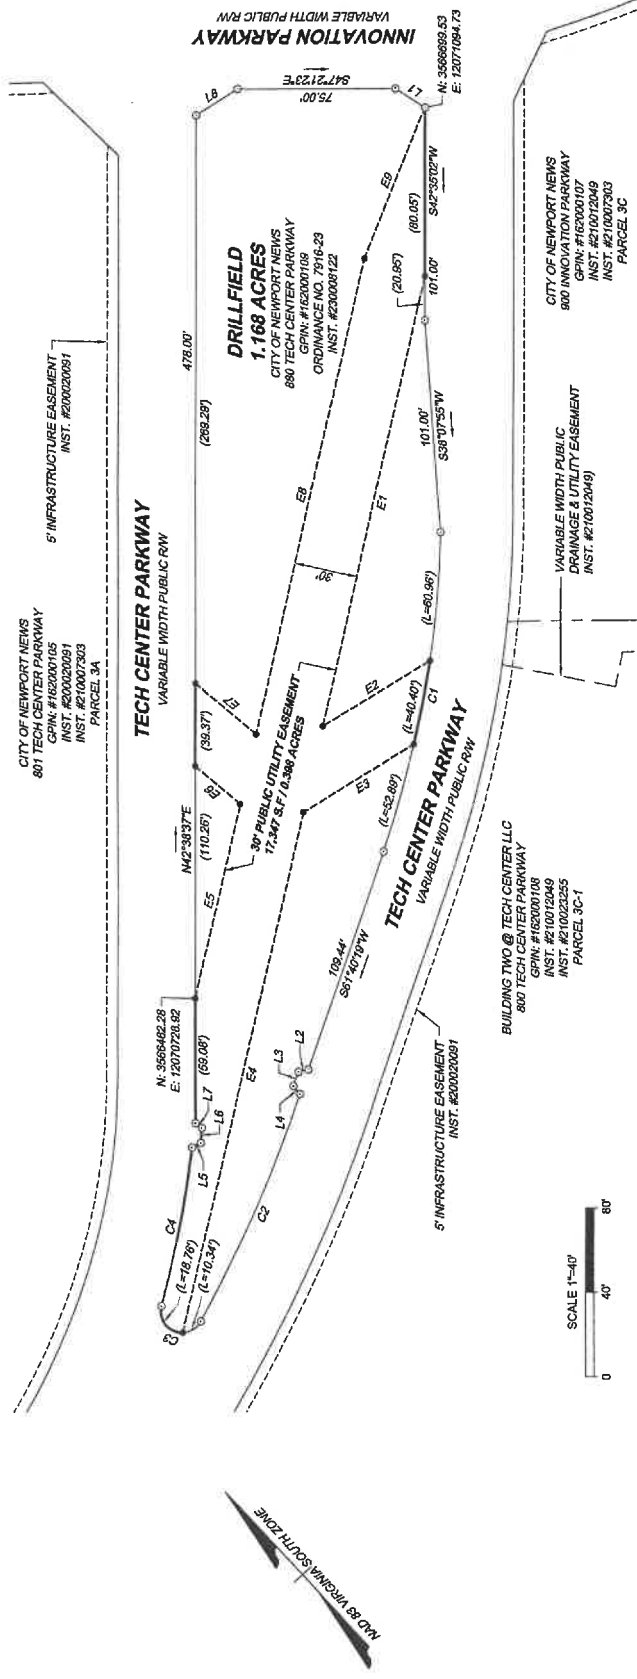 INNOVATION PARKWAY
VARIABLE WIDTH PUBLIC R/W
L8
S47°21'23"E
75.00'
L1
N: 3566699.53
E: 12071094.73
478.00'
(269.29')
DRILLFIELD
1.168 ACRES
CITY OF NEWPORT NEWS
880 TECH CENTER PARKWAY
GPIN: #162000109
ORDINANCE NO. 7916-23
INST. #230008122
E9
(80.05')
S42°35'02"W
(20.95')
101.00'
CITY OF NEWPORT NEWS
900 INNOVATION PARKWAY
GPIN: #162000107
INST. #210012049
INST. #210007303
PARCEL 3C
5' INFRASTRUCTURE EASEMENT
INST. #200020091
CITY OF NEWPORT NEWS
801 TECH CENTER PARKWAY
GPIN: #162000105
INST. #200020091
INST. #210007303
PARCEL 3A
TECH CENTER PARKWAY
VARIABLE WIDTH PUBLIC R/W
E8
E1
30'
101.00'
S38°07'55"W
VARIABLE WIDTH PUBLIC
DRAINAGE & UTILITY EASEMENT
INST. #210012049)
(L=60.96')
E7
(39.37')
E2
C1
(L=40.40')
E6
30' PUBLIC UTILITY EASEMENT
17.347 S.F / 0.398 ACRES
E3
N42°38'37"E
(110.26')
E5
(L=52.89')
TECH CENTER PARKWAY
VARIABLE WIDTH PUBLIC R/W
109.44'
S61°40'19"W
BUILDING TWO @ TECH CENTER LLC
800 TECH CENTER PARKWAY
GPIN: #162000108
INST. #210012049
INST. #210023255
PARCEL 3C-1
N: 3566462.28
E: 12070728.92
(59.08')
E4
L2
L3
L4
L7
L6
L5
C2
C4
(L=18.76')
(L=10.34')
C3
5' INFRASTRUCTURE EASEMENT
INST. #200020091
SCALE 1"=40'
0 40' 80'
NAD 83 VIRGINIA SOUTH ZONE